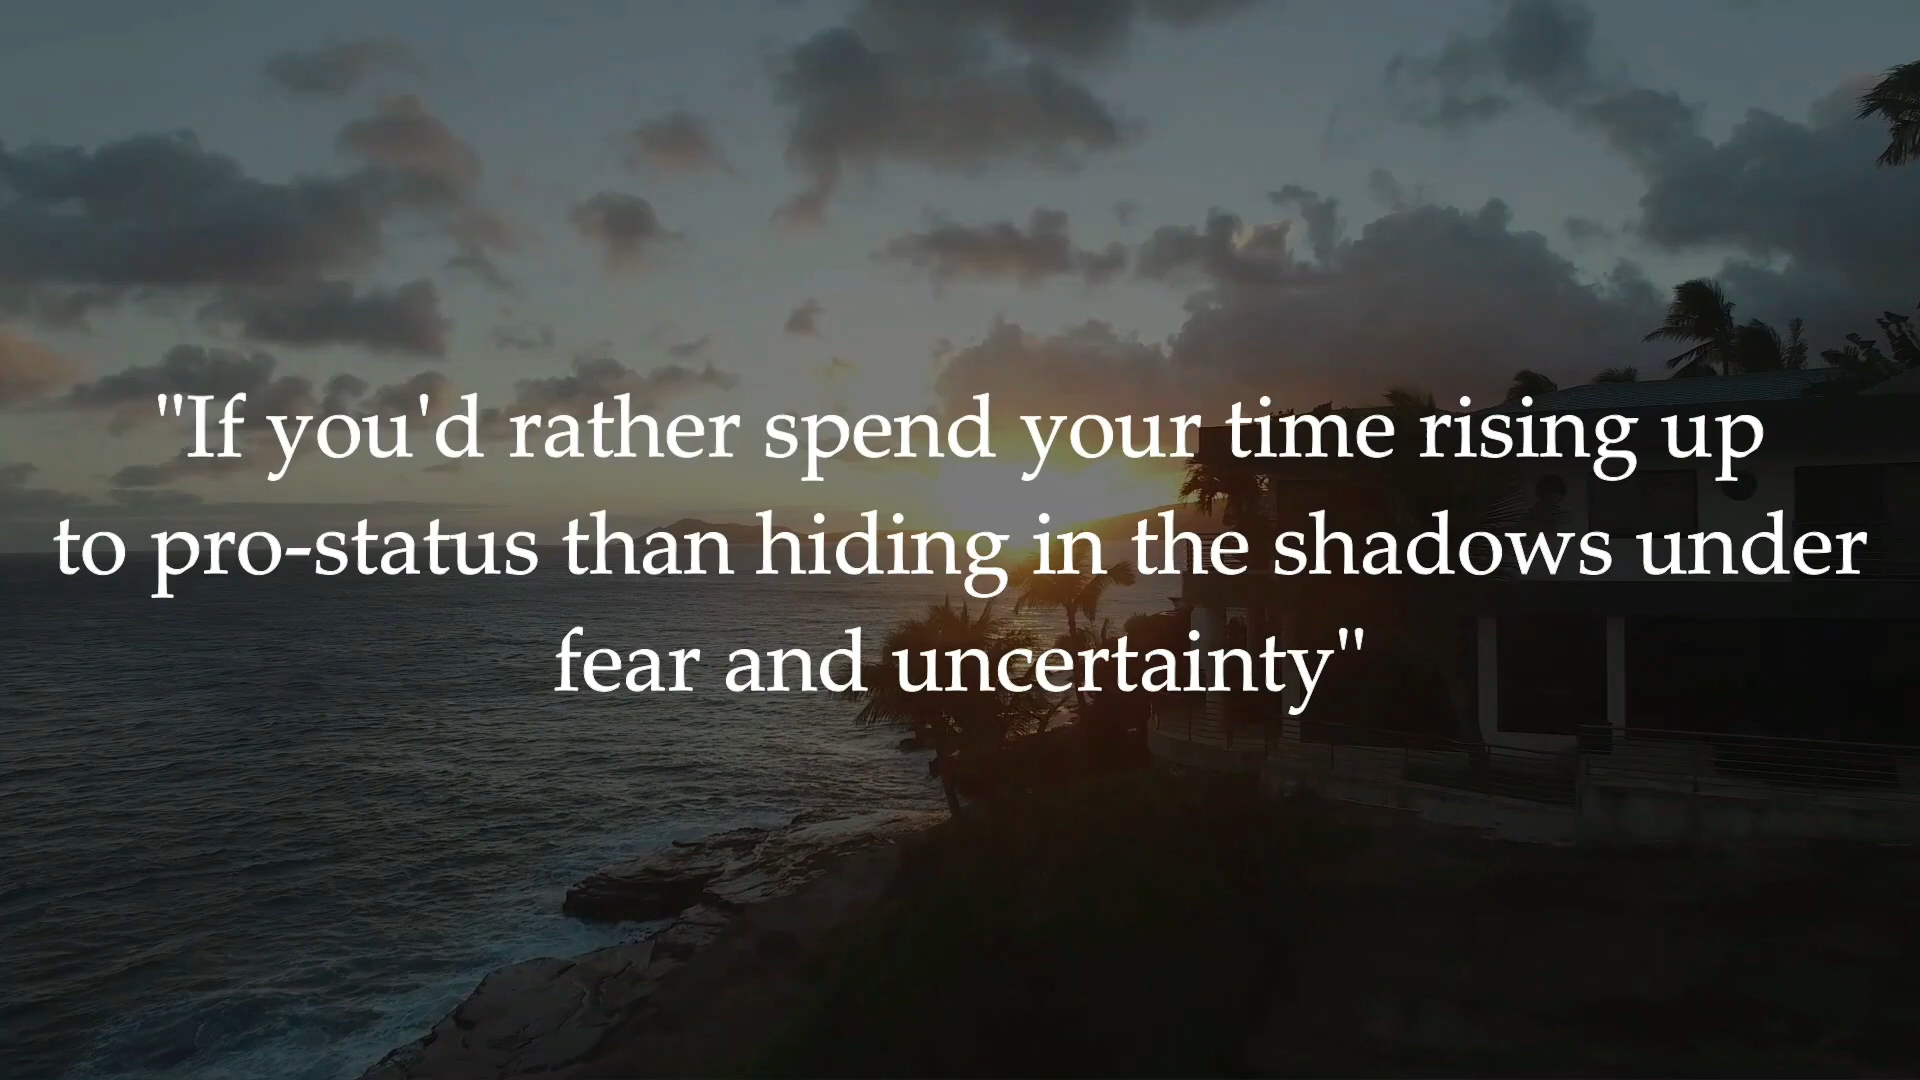 "If you'd rather spend your time rising up
to pro-status than hiding in the shadows under
fear and uncertainty"